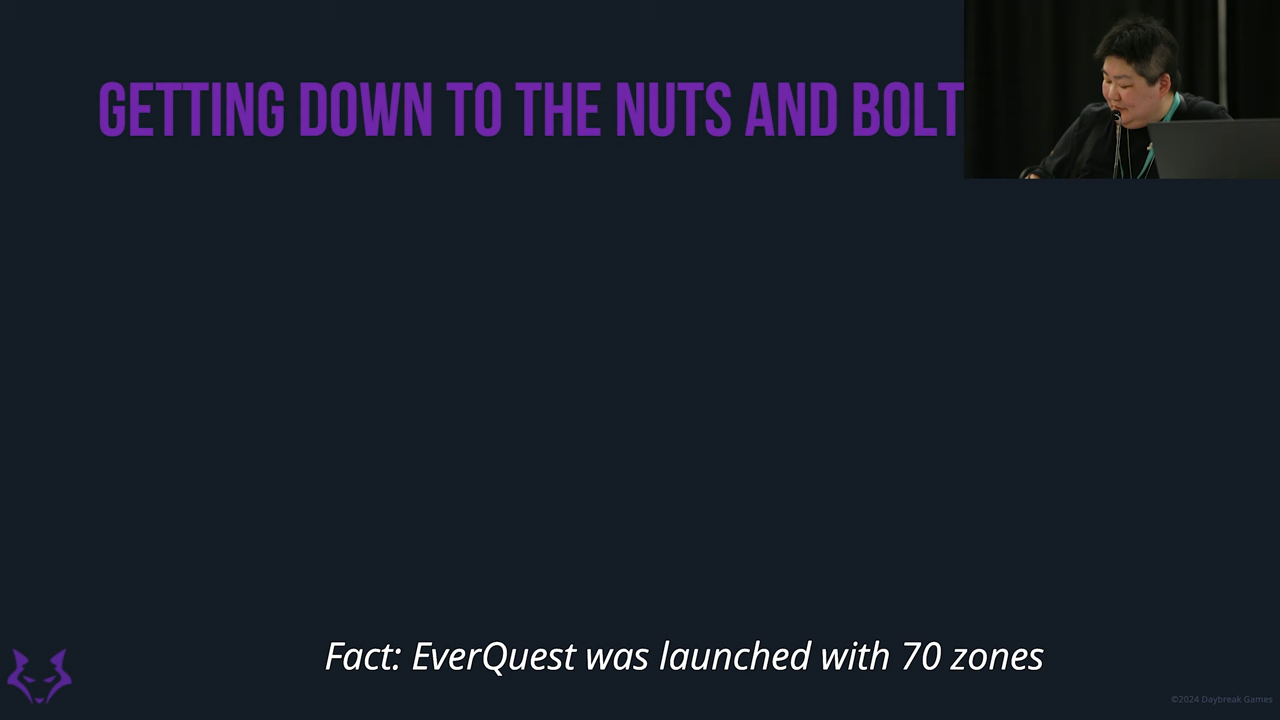 GETTING DOWN TO THE NUTS AND BOLT
Fact: EverQuest was launched with 70 zones
©2024 Daybreak Games